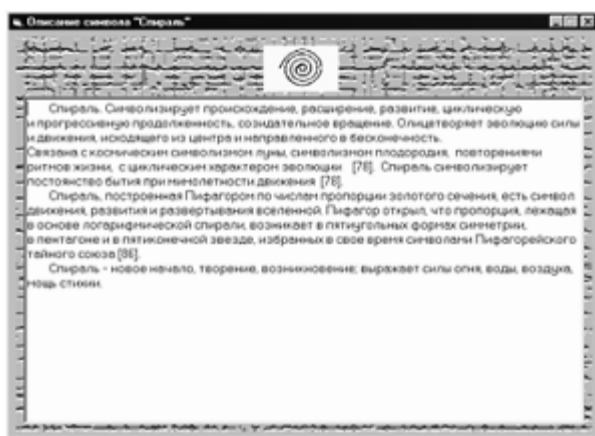 Описание символа "Спираль"
Спираль. Символизирует происхождение, расширение, развитие, циклическую
и прогрессивную продолженность, созидательное вращение. Олицетворяет эволюцию силы
и движения, исходящего из центра и направленного в бесконечность.
Связана с космическим символизмом луны, символизмом плодородия, повторениями
ритмов жизни, с циклическим характером эволюции [78]. Спираль символизирует
постоянство бытия при мимолетности движения [78].
Спираль, построенная Пифагором по числам пропорции золотого сечения, есть символ
движения, развития и развертывания вселенной. Пифагор открыл, что пропорция, лежащая
в основе логарифмической спирали, возникает в пятиугольных формах симметрии,
в пентагоне и в пятиконечной звезде, избранных в свое время символами Пифагорейского
тайного союза [86].
Спираль - новое начало, творение, возникновение; выражает силы огня, воды, воздуха,
мощь стихии.